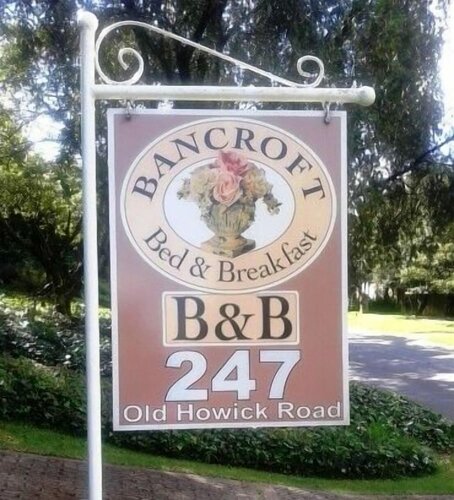 BANCROFT
Bed & Breakfast
B&B
247
Old Howick Road